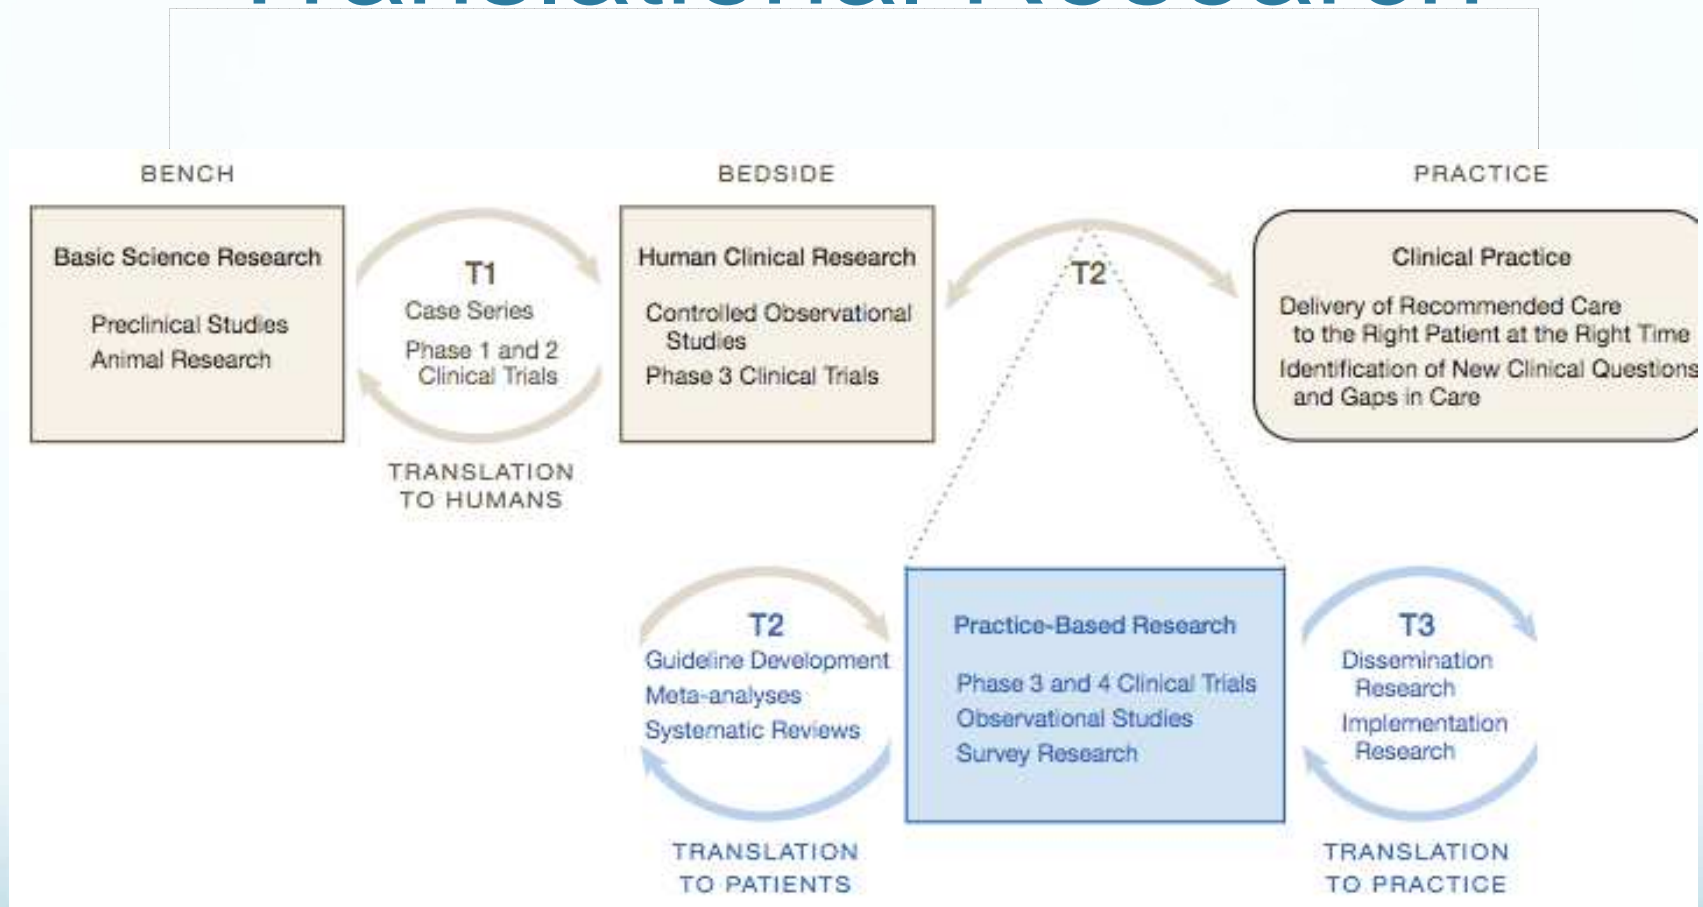 Translational Research
BENCH
Basic Science Research
Preclinical Studies
Animal Research
T1
Case Series
Phase 1 and 2
Clinical Trials
TRANSLATION
TO HUMANS
BEDSIDE
Human Clinical Research
Controlled Observational
Studies
Phase 3 Clinical Trials
T2
PRACTICE
Clinical Practice
Delivery of Recommended Care
to the Right Patient at the Right Time
Identification of New Clinical Questions
and Gaps in Care
T2
Guideline Development
Meta-analyses
Systematic Reviews
TRANSLATION
TO PATIENTS
Practice-Based Research
Phase 3 and 4 Clinical Trials
Observational Studies
Survey Research
T3
Dissemination
Research
Implementation
Research
TRANSLATION
TO PRACTICE